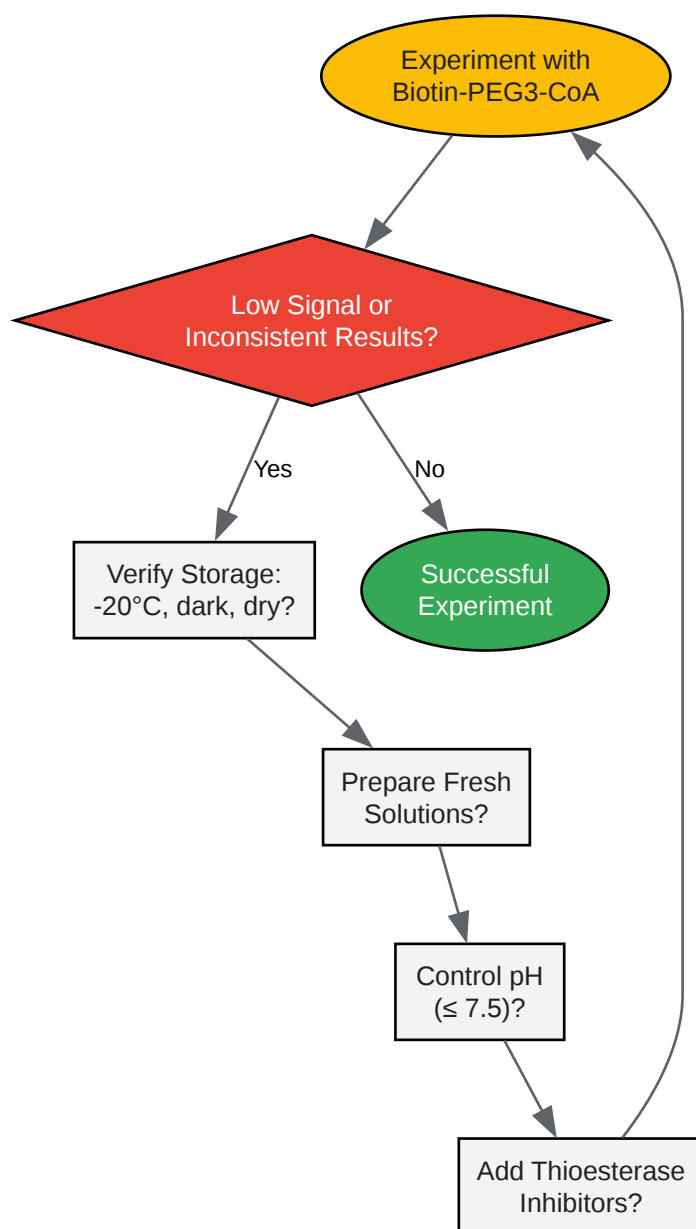 Experiment with
Biotin-PEG3-CoA
Low Signal or
Inconsistent Results?
Yes
No
Verify Storage:
-20°C, dark, dry?
Successful
Experiment
Prepare Fresh
Solutions?
Control pH
(≤ 7.5)?
Add Thioesterase
Inhibitors?